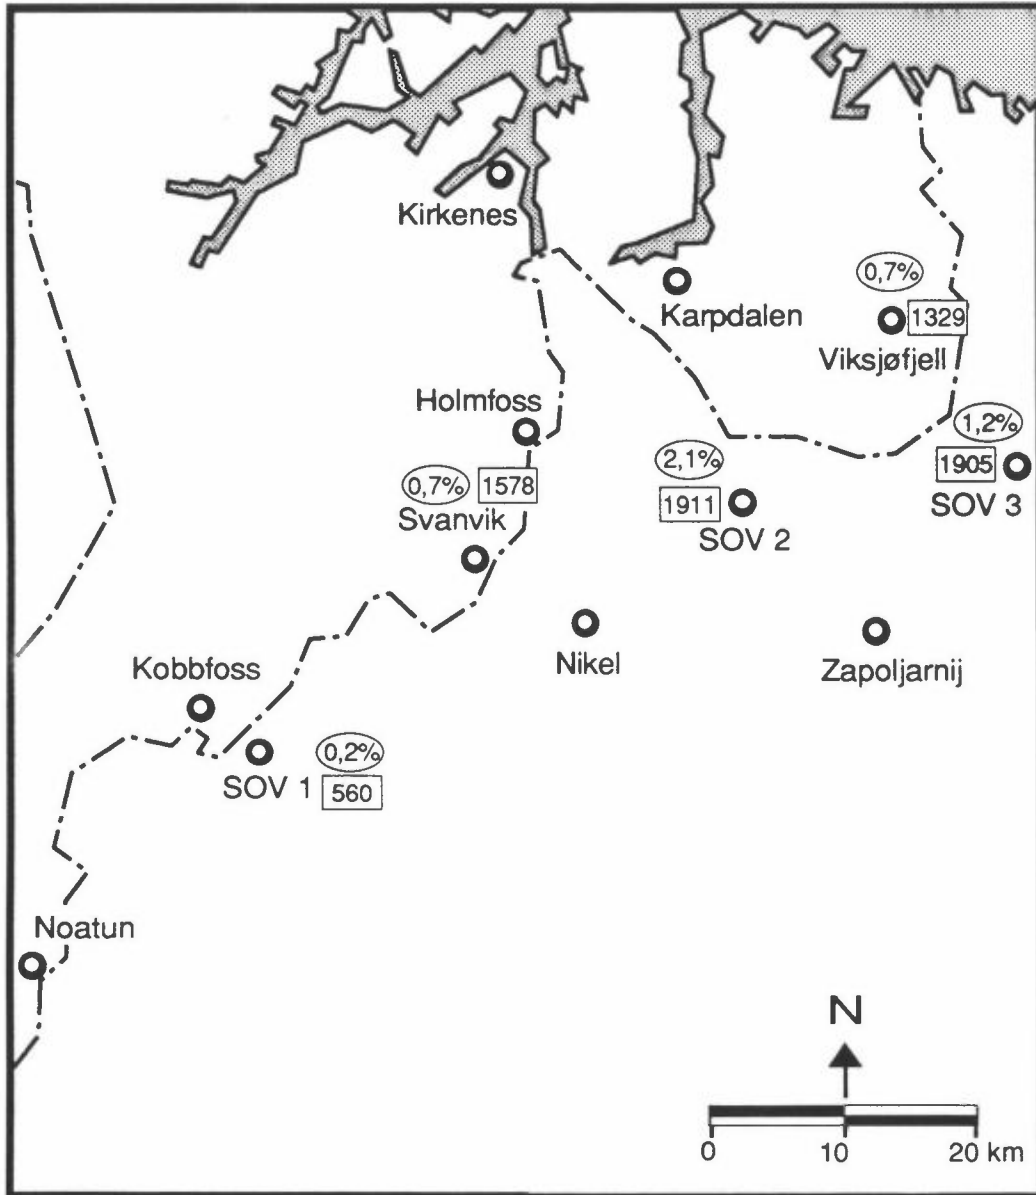 Kirkenes
Karpdalen
0,7%
1329
Viksjøfjell
Holmfoss
1,2%
1905
SOV 3
2,1%
1911
SOV 2
0,7% 1578
Svanvik
Nikel
Zapoljarnij
Kobbfoss
SOV 1
0,2%
560
Noatun
N
0 10 20 km